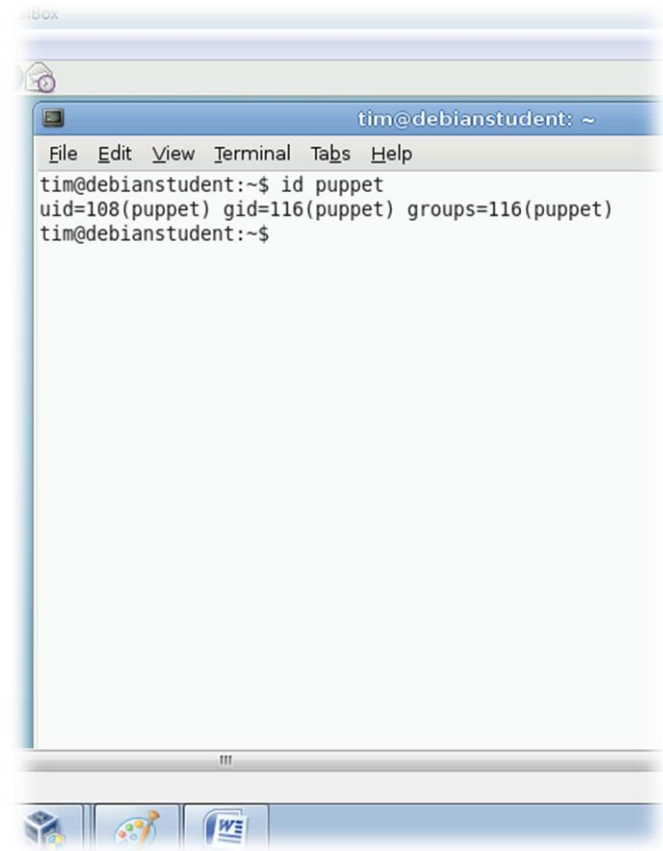 alBox
tim@debianstudent: ~
File Edit View Terminal Tabs Help
tim@debianstudent:~$ id puppet
uid=108(puppet) gid=116(puppet) groups=116(puppet)
tim@debianstudent:~$
W